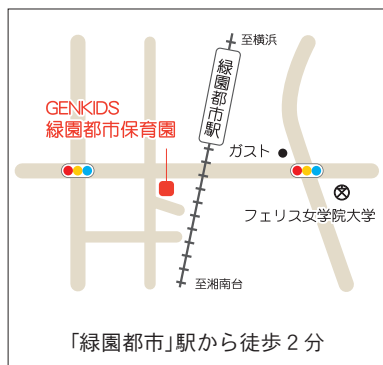 至横浜
緑園都市駅
GENKIDS
緑園都市保育園
ガスト
フェリス女学院大学
至湘南台
「緑園都市」駅から徒歩2分